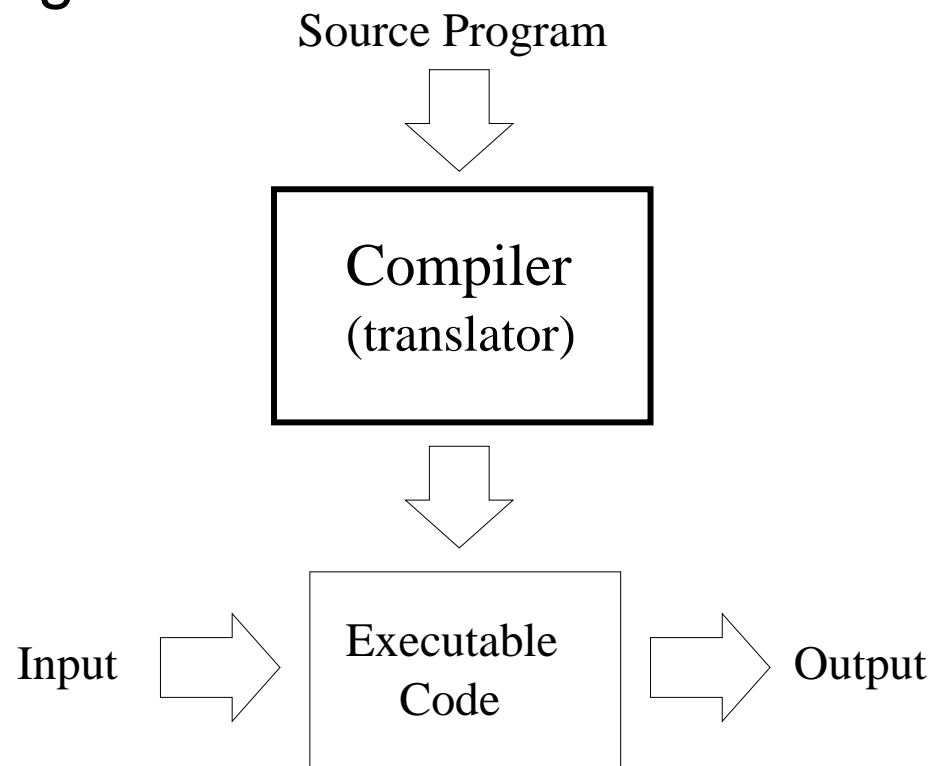 Source Program
Compiler
(translator)
Input
Executable
Code
Output